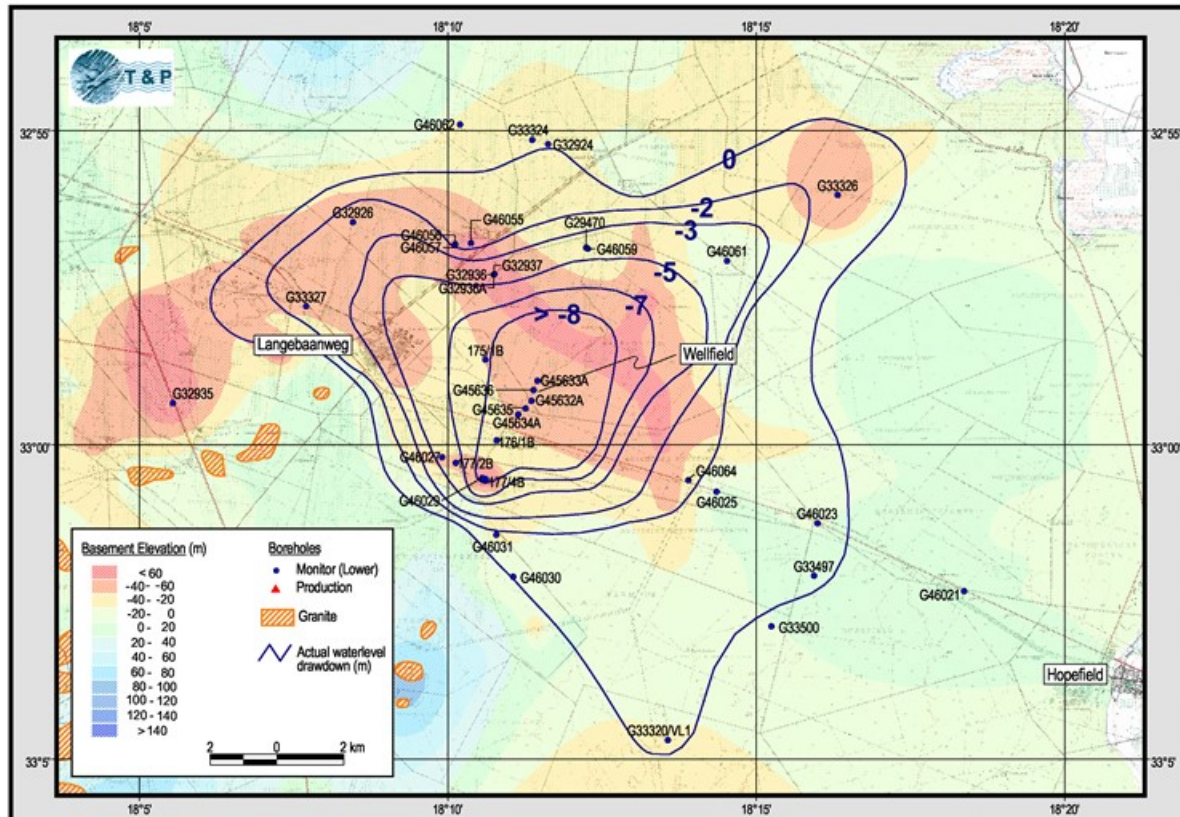 18°5'
18°10'
18°15'
18°20'
T & P
32°55'
32°55'
G46062
G33324
G32924
0
G33326
-2
G32926
G46055
G29470
-3
G46056
G46057
G46059
G46061
G32937
G32936
G32936A
-5
G33327
-7
> -8
Langebaanweg
175/1B
Wellfield
G45633A
G45636
G32935
G45632A
G45635
G45634A
33°00'
33°00'
176/1B
G46027
177/2B
G46064
G46029
177/4B
G46025
G46023
G46031
G46030
G33497
G46021
G33500
Hopefield
G33320/VL1
Basement Elevation (m)
< 60
-40 - -60
-40 - -20
-20 - 0
0 - 20
20 - 40
40 - 60
60 - 80
80 - 100
100 - 120
120 - 140
> 140
Boreholes
Monitor (Lower)
Production
Granite
Actual waterlevel
drawdown (m)
2 0 2 km
33°5'
33°5'
18°5'
18°10'
18°15'
18°20'